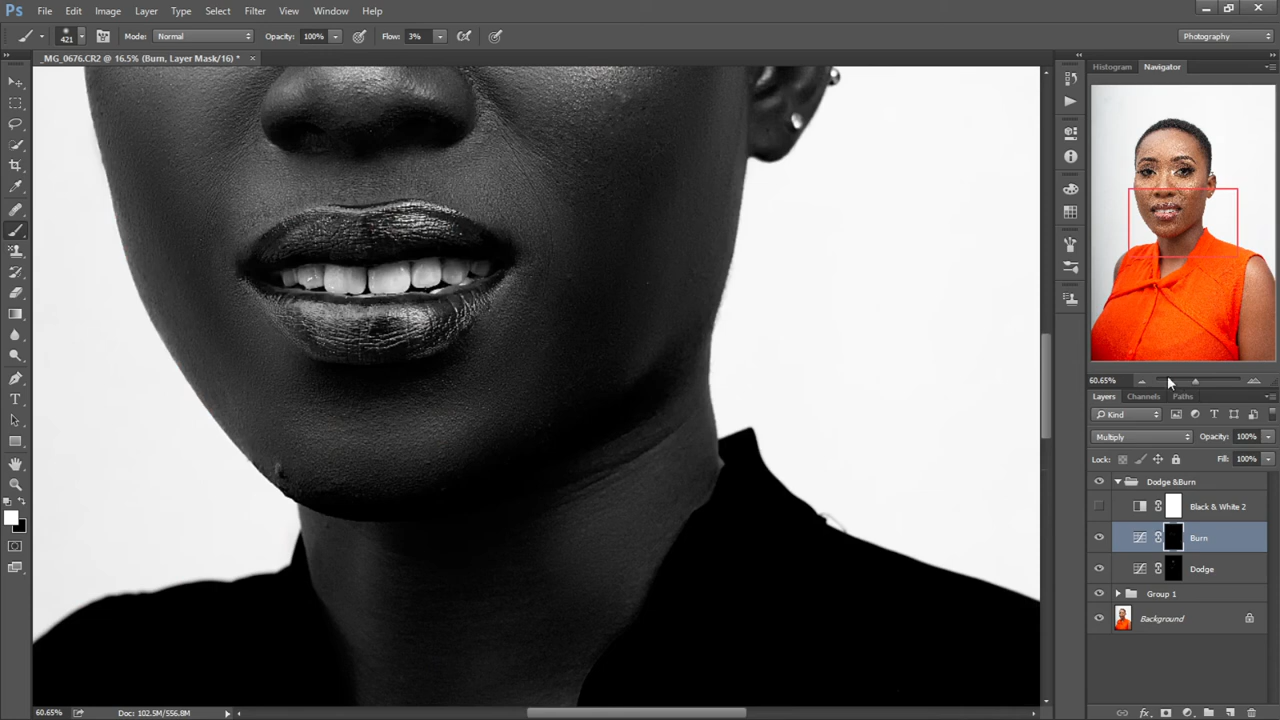 Ps File Edit Image Layer Type Select Filter View Window Help
421 Mode: Normal Opacity: 100% Flow: 3% Photography
_MG_0676.CR2 @ 16.5% (Burn, Layer Mask/16) * ×
Histogram Navigator
60.65%
Layers Channels Paths
Kind
Multiply Opacity: 100%
Lock: Fill: 100%
Dodge &Burn
Black & White 2
Burn
Dodge
Group 1
Background
60.65% Doc: 102.5M/556.8M